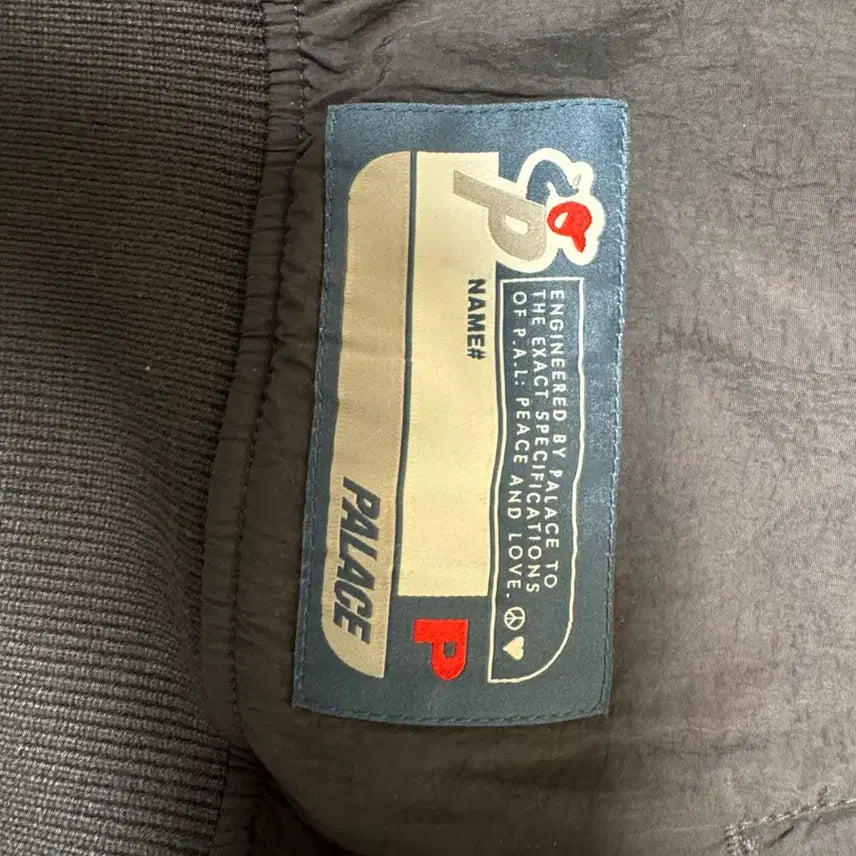 P
ENGINEERED BY PALACE TO
THE EXACT SPECIFICATIONS
OF P.A.L: PEACE AND LOVE.
NAME#
P
PALACE